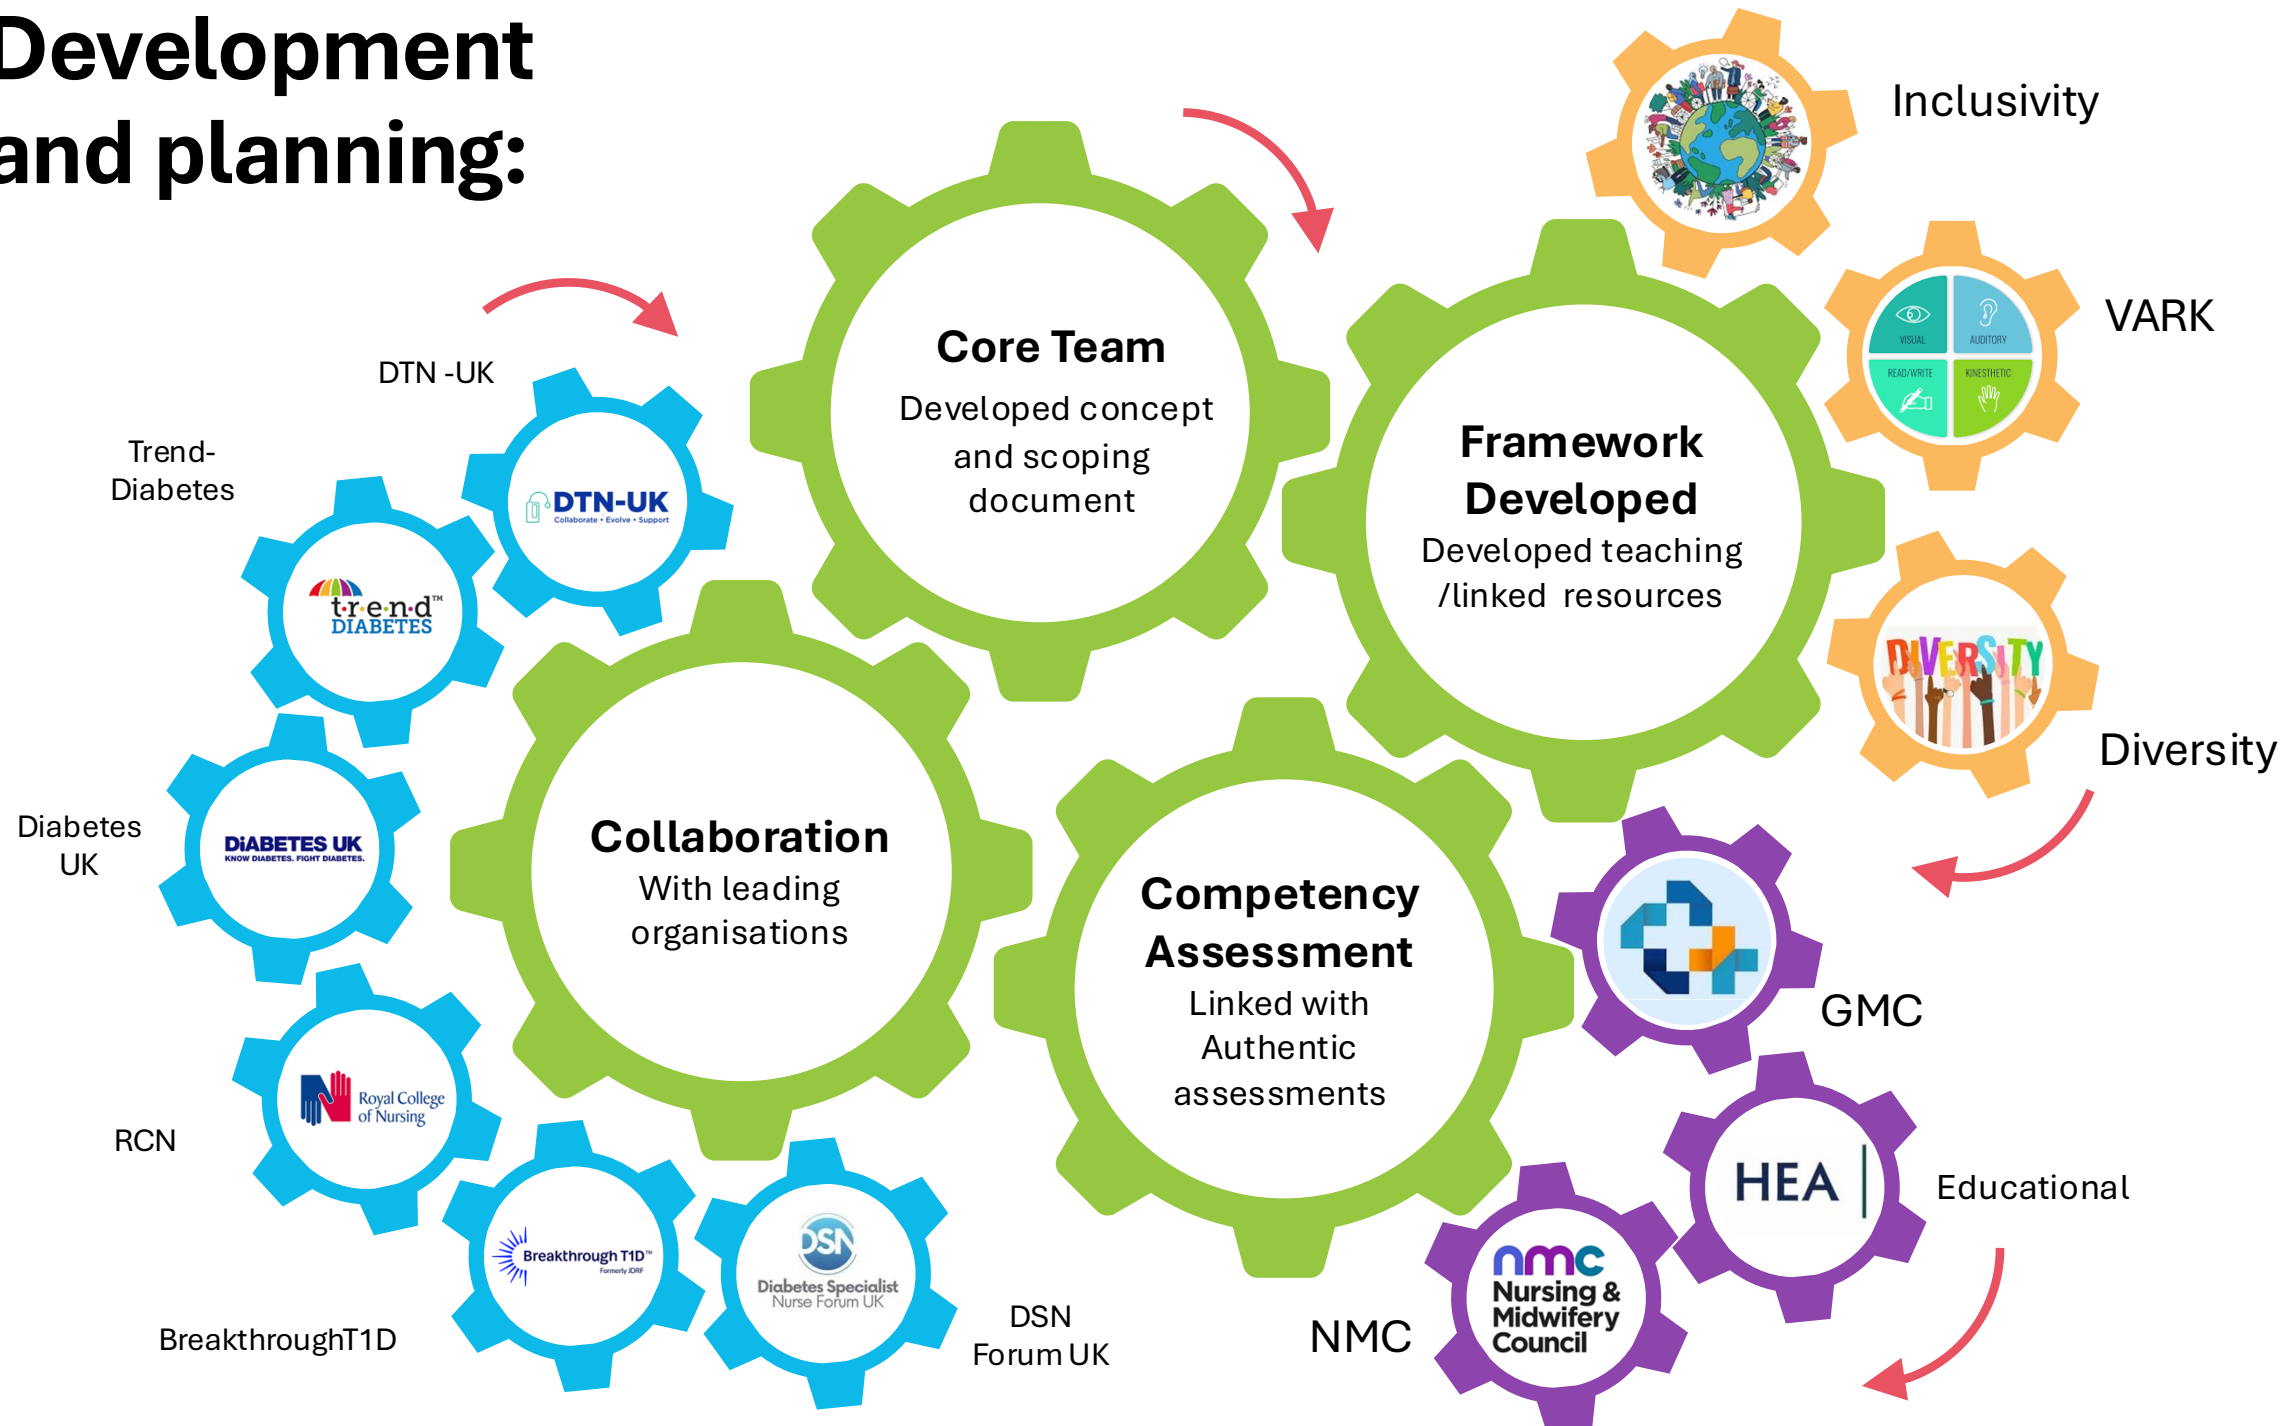 Development
and planning:
Inclusivity
VARK
VISUAL
AUDITORY
READ/WRITE
KINESTHETIC
Core Team
Developed concept
and scoping
document
Framework
Developed
Developed teaching
/linked resources
DTN -UK
DTN-UK
Collaborate • Evolve • Support
Trend-
Diabetes
t·r·e·n·d™
DIABETES
DIVERSITY
Diversity
Diabetes
UK
DiABETES UK
KNOW DIABETES. FIGHT DIABETES.
Collaboration
With leading
organisations
Competency
Assessment
Linked with
Authentic
assessments
GMC
RCN
Royal College
of Nursing
HEA
Educational
BreakthroughT1D
Breakthrough T1D™
Formerly JDRF
DSN
Diabetes Specialist
Nurse Forum UK
DSN
Forum UK
NMC
nmc
Nursing &
Midwifery
Council